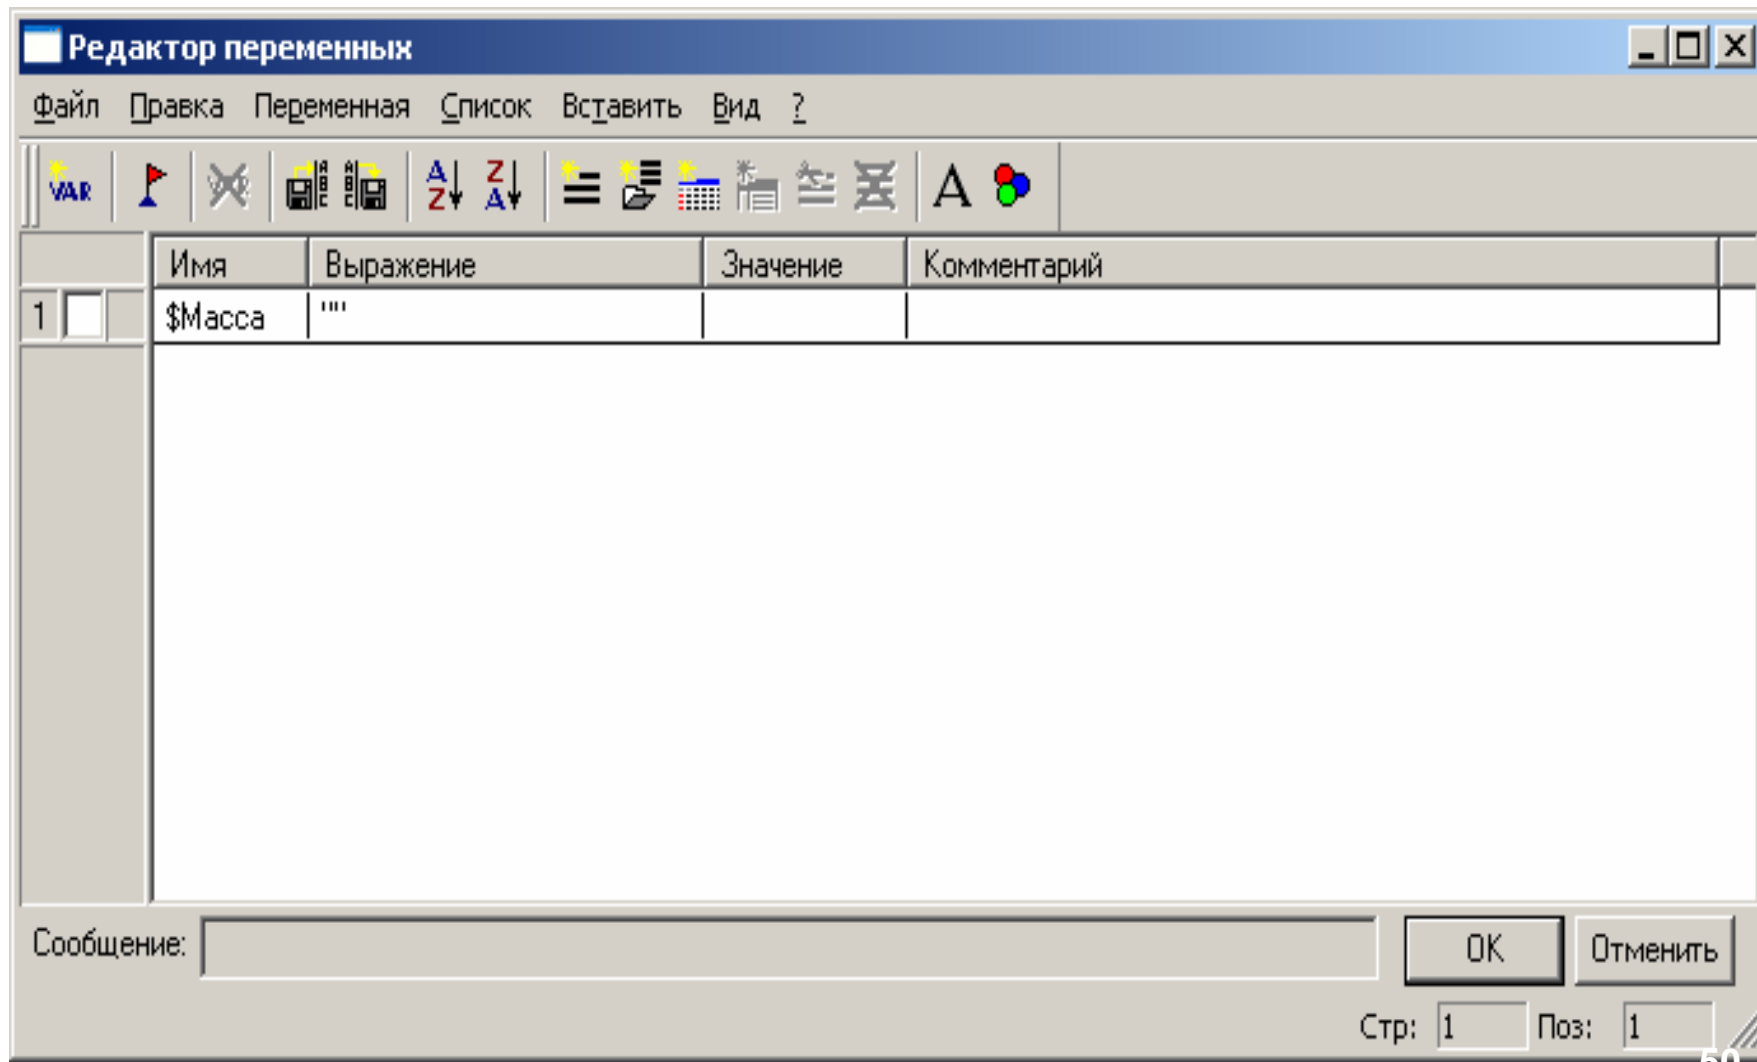 Редактор переменных
Файл Правка Переменная Список Вставить Вид ?
VAR A Z Z A A
Имя Выражение Значение Комментарий
1 $Масса ""
Сообщение: OK Отменить
Стр: 1 Поз: 1
50